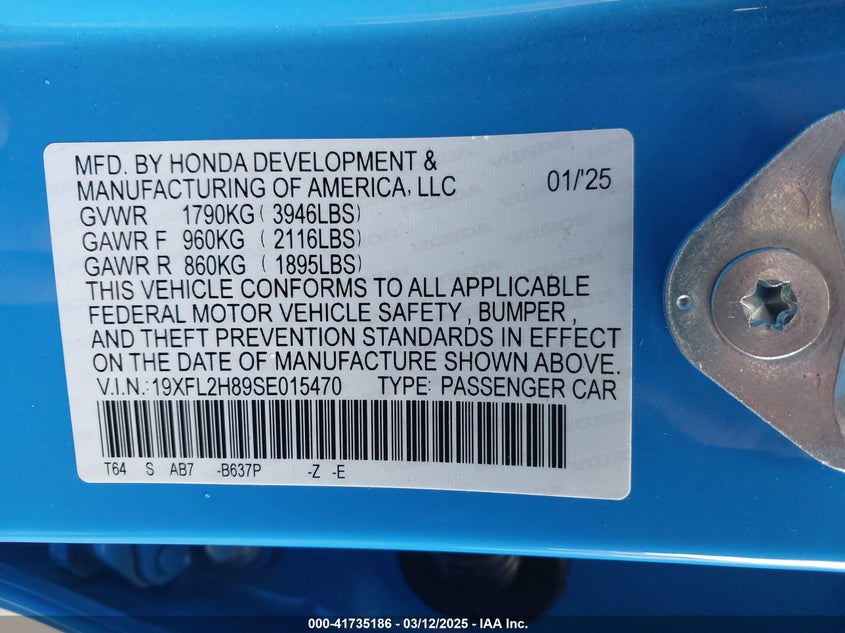 MFD. BY HONDA DEVELOPMENT &
MANUFACTURING OF AMERICA, LLC 01/'25
GVWR 1790KG ( 3946LBS)
GAWR F 960KG ( 2116LBS)
GAWR R 860KG ( 1895LBS)
THIS VEHICLE CONFORMS TO ALL APPLICABLE
FEDERAL MOTOR VEHICLE SAFETY , BUMPER ,
AND THEFT PREVENTION STANDARDS IN EFFECT
ON THE DATE OF MANUFACTURE SHOWN ABOVE.
V.I.N.: 19XFL2H89SE015470 TYPE: PASSENGER CAR
T64 S AB7 -B637P -Z -E
000-41735186 - 03/12/2025 - IAA Inc.